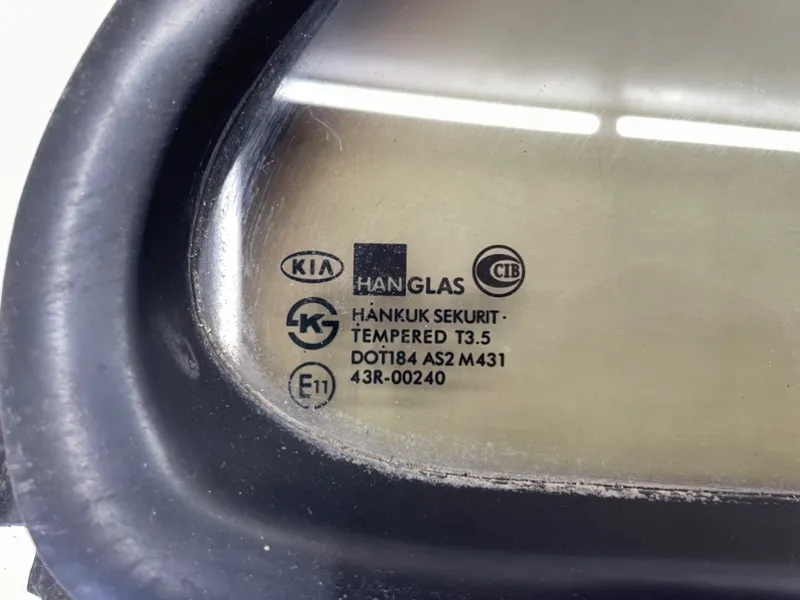 KIA HANGLAS CIB
K HANKUK SEKURIT·
TEMPERED T3.5
DOT184 AS2 M431
E11 43R-00240